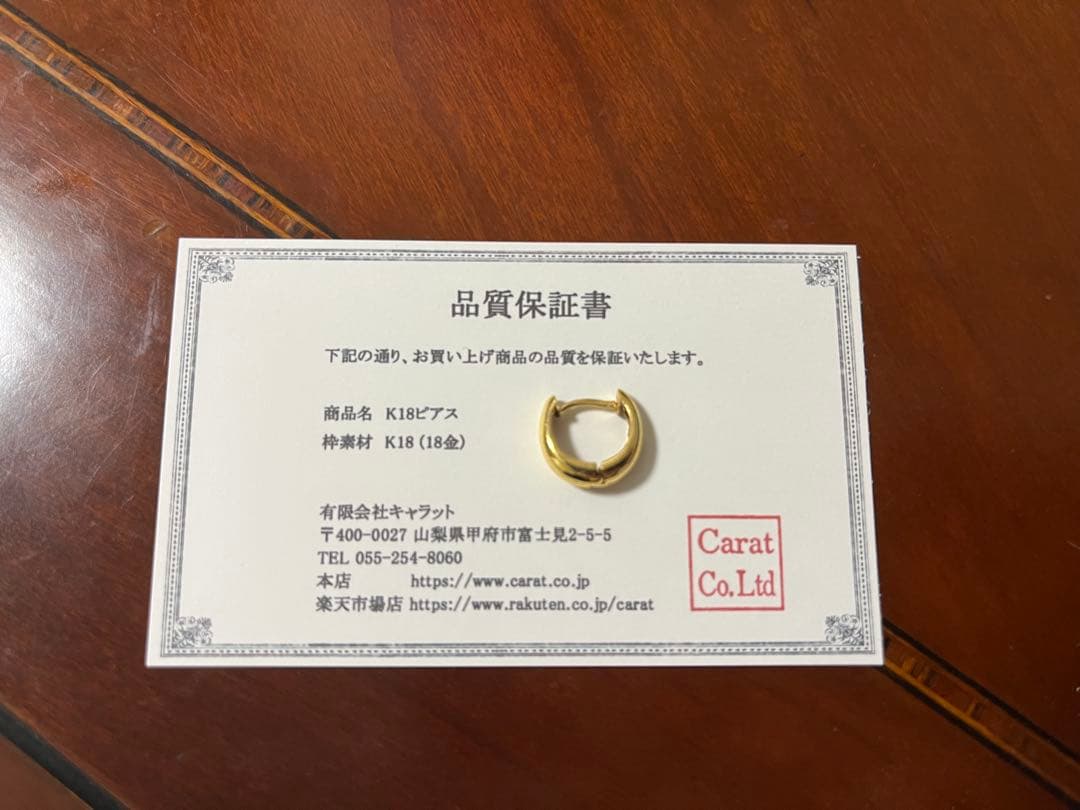 品質保証書
下記の通り、お買い上げ商品の品質を保証いたします。
商品名 K18ピアス
枠素材 K18 (18金)
有限会社キャラット
〒400-0027 山梨県甲府市富士見2-5-5
TEL 055-254-8060
本店 https://www.carat.co.jp
楽天市場店 https://www.rakuten.co.jp/carat
Carat
Co,Ltd